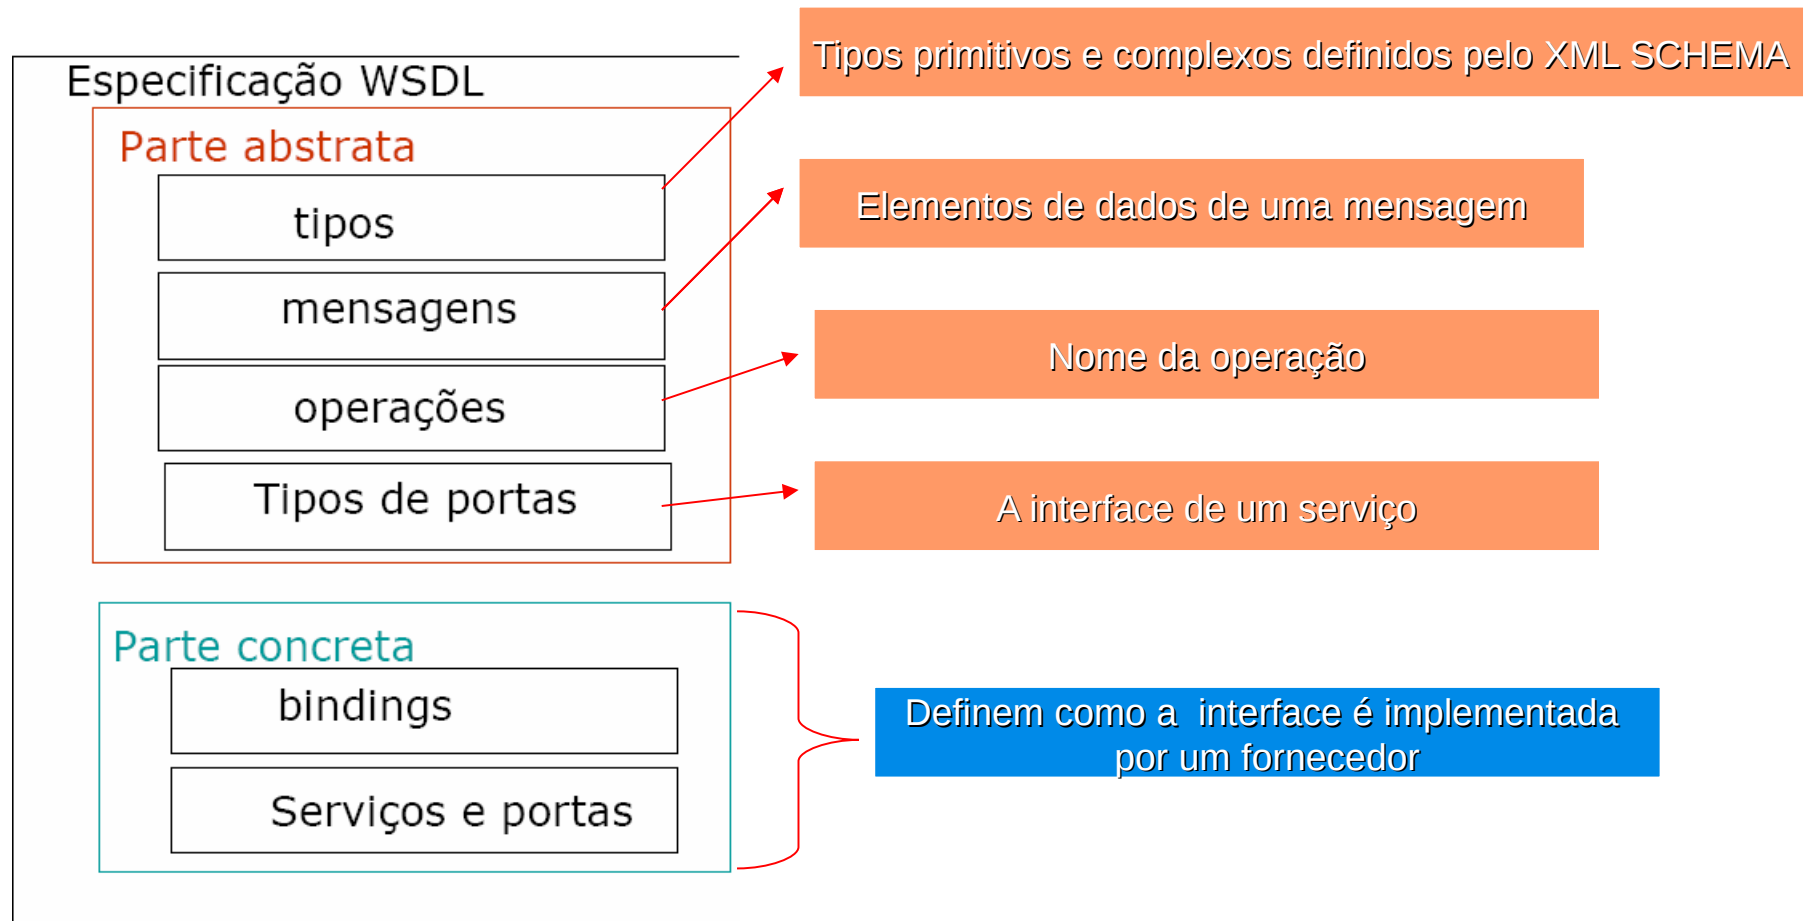 Especificação WSDL
Parte abstrata
tipos
mensagens
operações
Tipos de portas
Parte concreta
bindings
Serviços e portas
Tipos primitivos e complexos definidos pelo XML SCHEMA
Elementos de dados de uma mensagem
Nome da operação
A interface de um serviço
Definem como a  interface é implementada
por um fornecedor